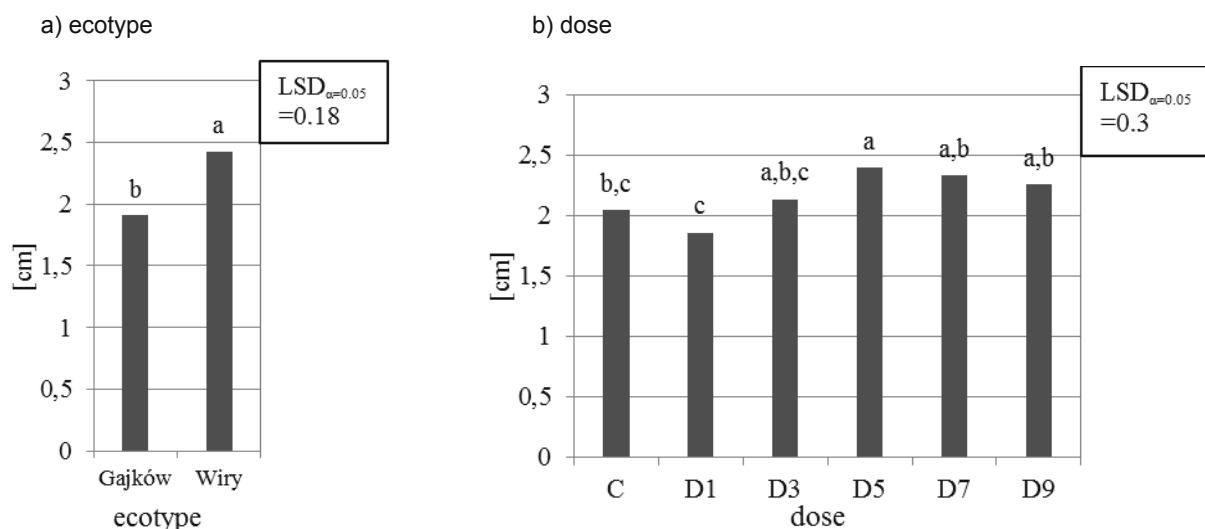 a) ecotype
LSDα=0.05
=0.18
[cm]
3
2,5
2
1,5
1
0,5
0
b
a
Gajków Wiry
ecotype
b) dose
LSDα=0.05
=0.3
[cm]
3
2,5
2
1,5
1
0,5
0
b,c
c
a,b,c
a
a,b
a,b
C D1 D3 D5 D7 D9
dose